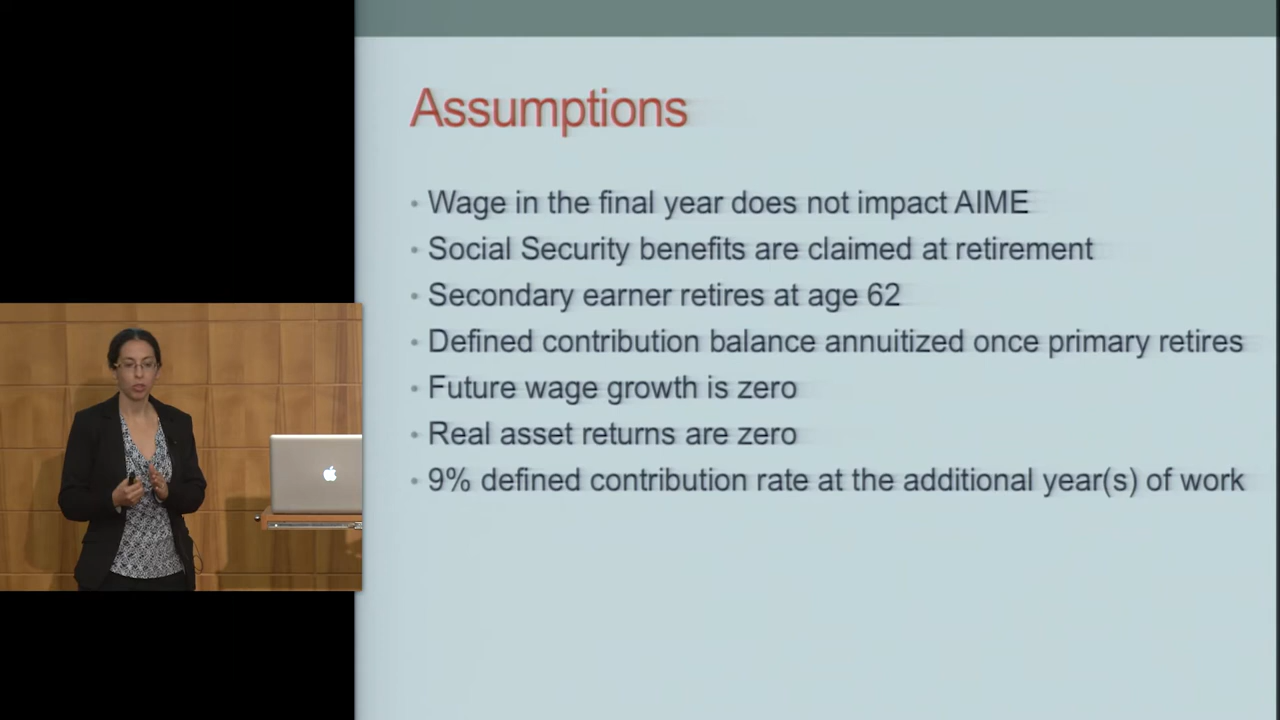 Assumptions
• Wage in the final year does not impact AIME
• Social Security benefits are claimed at retirement
• Secondary earner retires at age 62
• Defined contribution balance annuitized once primary retires
• Future wage growth is zero
• Real asset returns are zero
• 9% defined contribution rate at the additional year(s) of work